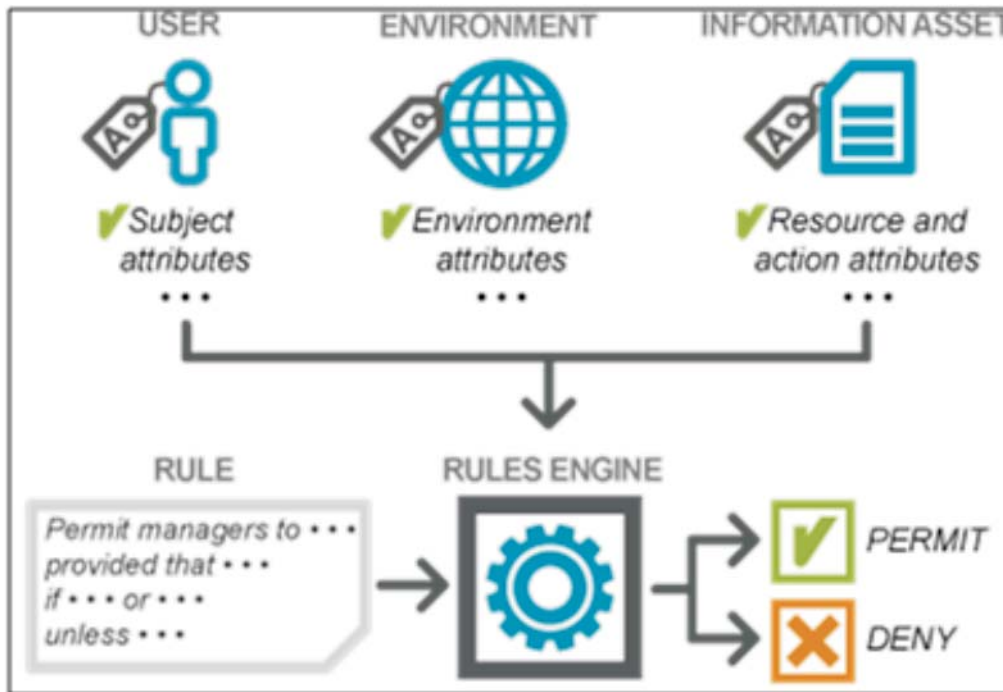 USER
ENVIRONMENT
INFORMATION ASSET
A
A
A
Subject
attributes
• • •
Environment
attributes
• • •
Resource and
action attributes
• • •
RULE
Permit managers to • • •
provided that • • •
if • • • or • • •
unless • • •
RULES ENGINE
PERMIT
DENY